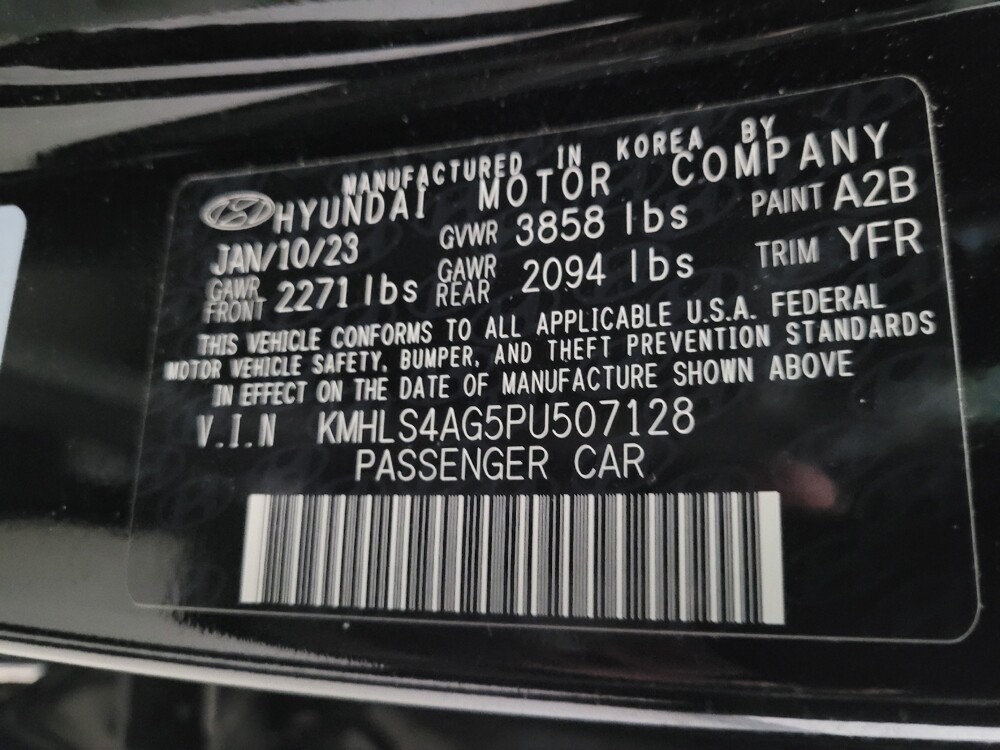 MANUFACTURED IN KOREA BY
HYUNDAI MOTOR COMPANY
JAN/10/23 GVWR 3858 lbs PAINT A2B
GAWR FRONT 2271 lbs GAWR REAR 2094 lbs TRIM YFR
THIS VEHICLE CONFORMS TO ALL APPLICABLE U.S.A. FEDERAL
MOTOR VEHICLE SAFETY, BUMPER, AND THEFT PREVENTION STANDARDS
IN EFFECT ON THE DATE OF MANUFACTURE SHOWN ABOVE
V.I.N KMHLS4AG5PU507128
PASSENGER CAR